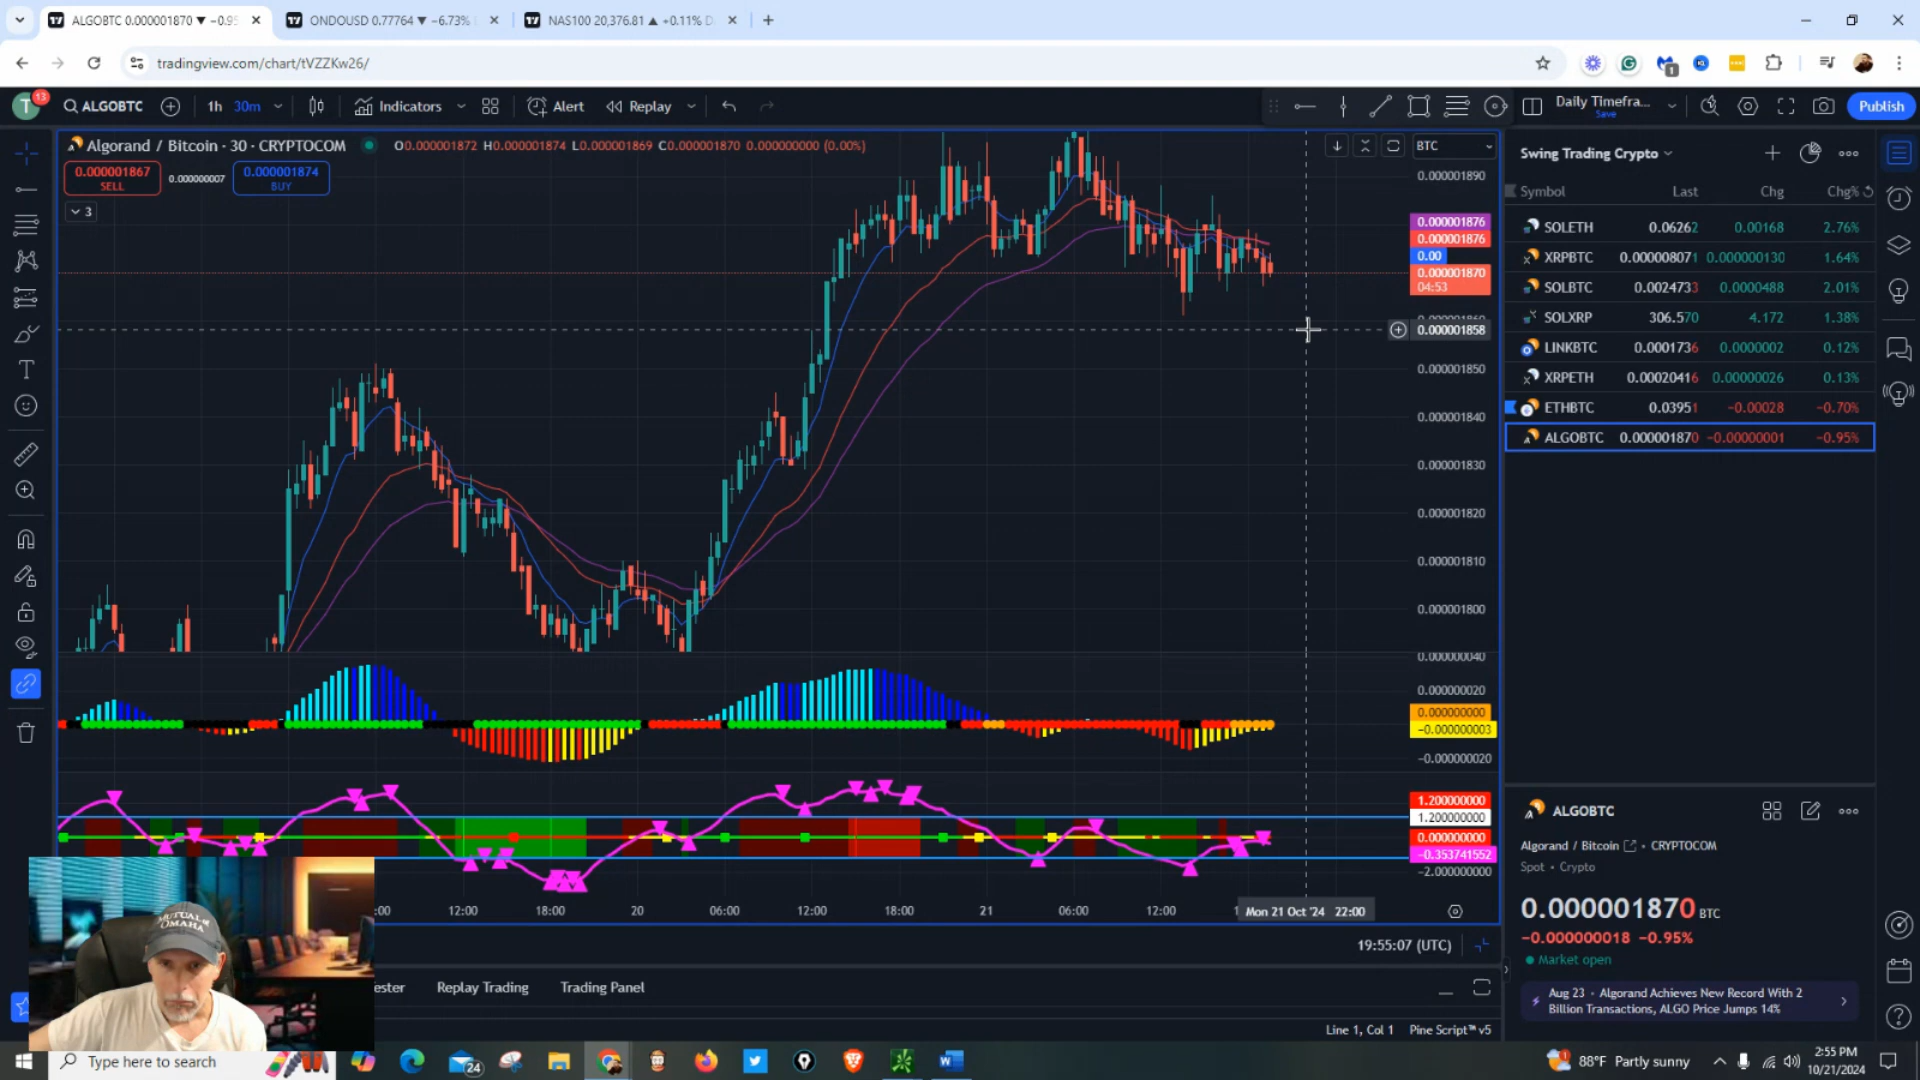 ALGOBTC 0.000001870 ▼ −0.95
ONDOUSD 0.77764 ▼ −6.73%
NAS100 20,376.81 ▲ +0.11%
tradingview.com/chart/tVZZKw26/
1
T
13
ALGOBTC
1h
30m
Indicators
Alert
Replay
Daily Timefra...
Save
Publish
Algorand / Bitcoin · 30 · CRYPTOCOM
O0.000001872 H0.000001874 L0.000001869 C0.000001870 0.000000000 (0.00%)
BTC
0.000001867
SELL
0.000000007
0.000001874
BUY
3
0.000001890
0.000001876
0.000001876
0.00
0.000001870
04:53
0.000001858
0.000001850
0.000001840
0.000001830
0.000001820
0.000001810
0.000001800
0.000000040
0.000000020
0.000000000
−0.000000003
−0.000000020
1.200000000
1.200000000
0.000000000
−0.353741552
−2.000000000
:00
12:00
18:00
20
06:00
12:00
18:00
21
06:00
12:00
Mon 21 Oct '24 22:00
19:55:07 (UTC)
ester
Replay Trading
Trading Panel
Line 1, Col 1
Pine Script™ v5
Swing Trading Crypto
Symbol Last Chg Chg%
SOLETH 0.06262 0.00168 2.76%
XRPBTC 0.000008071 0.000000130 1.64%
SOLBTC 0.0024733 0.0000488 2.01%
SOLXRP 306.570 4.172 1.38%
LINKBTC 0.0001736 0.0000002 0.12%
XRPETH 0.00020416 0.00000026 0.13%
ETHBTC 0.03951 −0.00028 −0.70%
ALGOBTC 0.000001870 −0.00000001 −0.95%
ALGOBTC
Algorand / Bitcoin • CRYPTOCOM
Spot • Crypto
0.000001870 BTC
−0.000000018 −0.95%
Market open
Aug 23 • Algorand Achieves New Record With 2
Billion Transactions, ALGO Price Jumps 14%
MUTUAL of
OMAHA
Type here to search
24
88°F Partly sunny
2:55 PM
10/21/2024